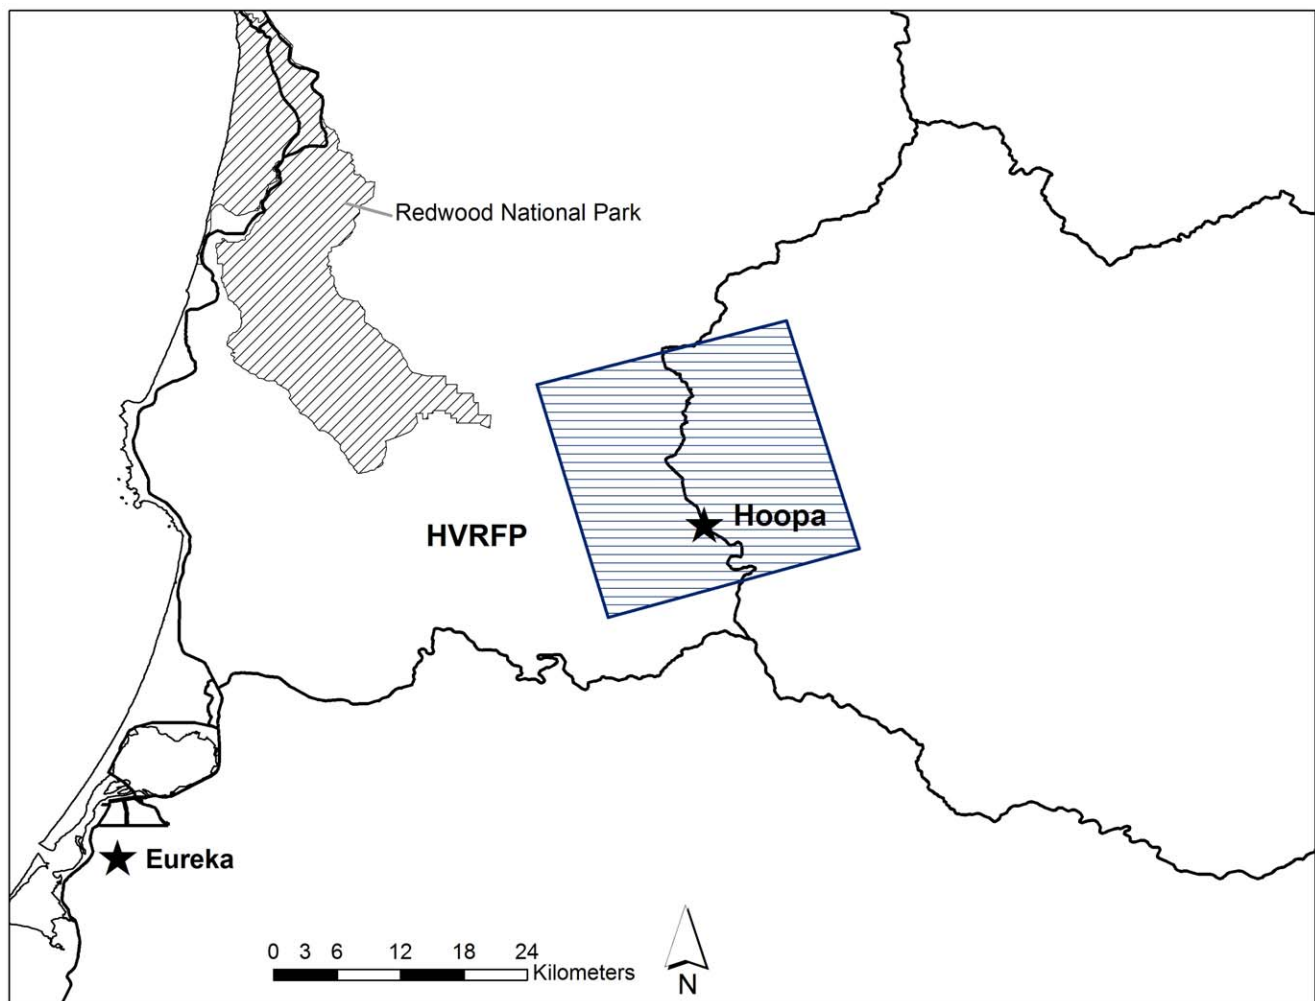 Redwood National Park
HVRFP
Hoopa
Eureka
0 3 6 12 18 24
Kilometers
N